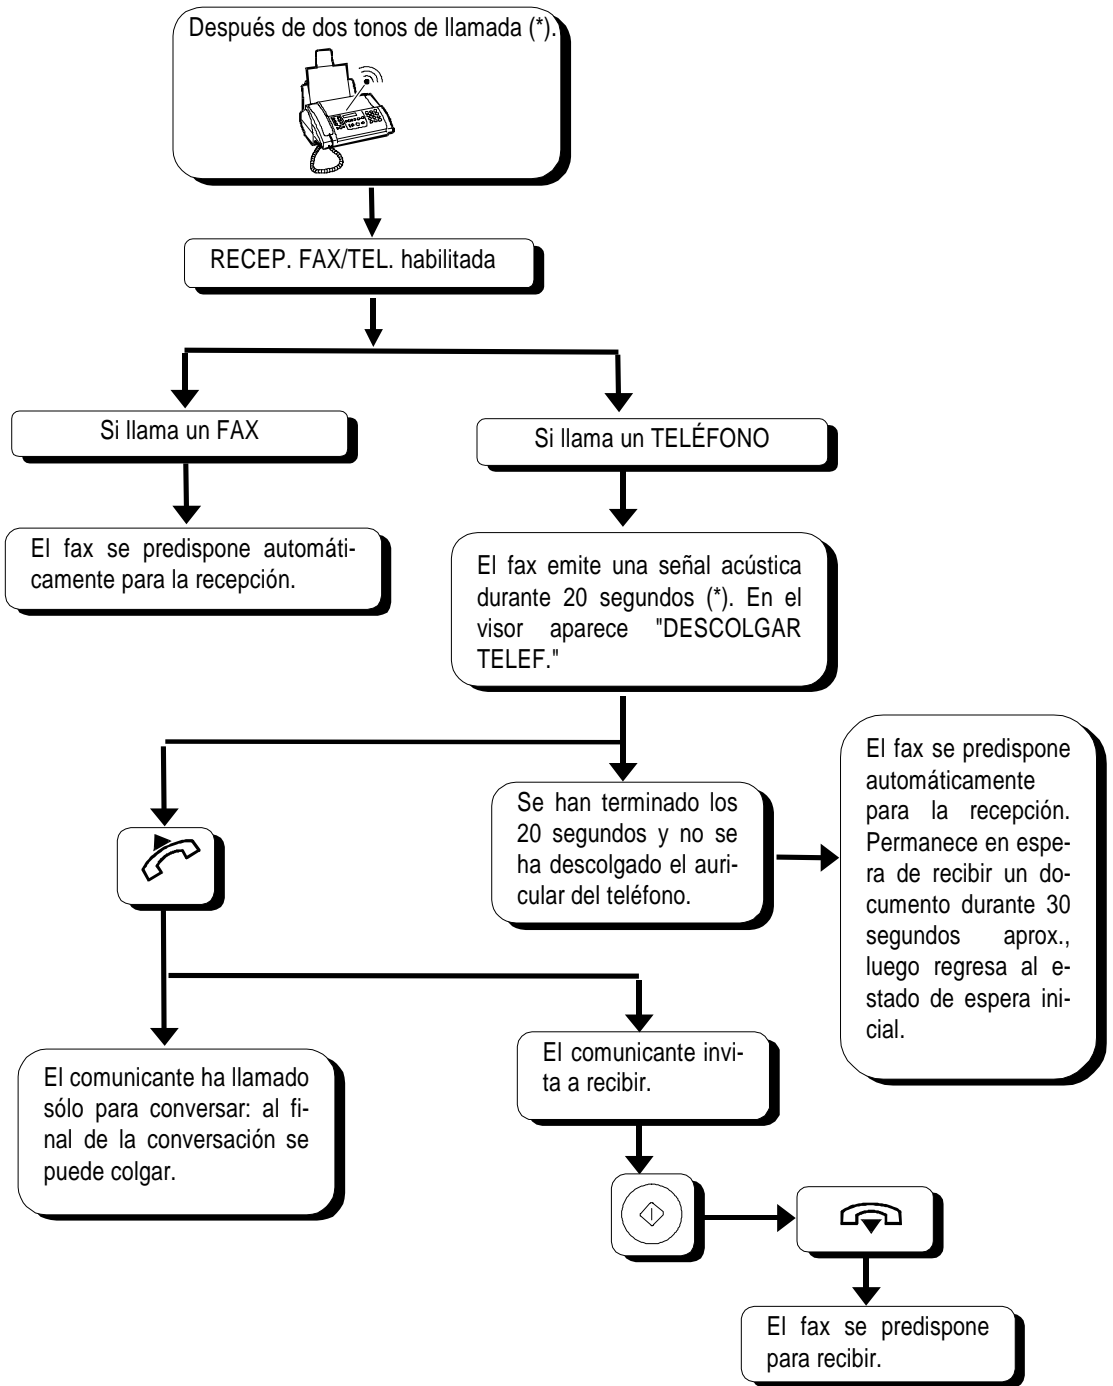 Después de dos tonos de llamada (*).
RECEP. FAX/TEL. habilitada
Si llama un FAX
Si llama un TELÉFONO
El fax se predispone automáti-
camente para la recepción.
El fax emite una señal acústica
durante 20 segundos (*). En el
visor aparece "DESCOLGAR
TELEF."
Se han terminado los
20 segundos y no se
ha descolgado el auri-
cular del teléfono.
El fax se predispone
automáticamente
para la recepción.
Permanece en espe-
ra de recibir un do-
cumento durante 30
segundos aprox.,
luego regresa al e-
stado de espera ini-
cial.
El comunicante ha llamado
sólo para conversar: al fi-
nal de la conversación se
puede colgar.
El comunicante invi-
ta a recibir.
El fax se predispone
para recibir.